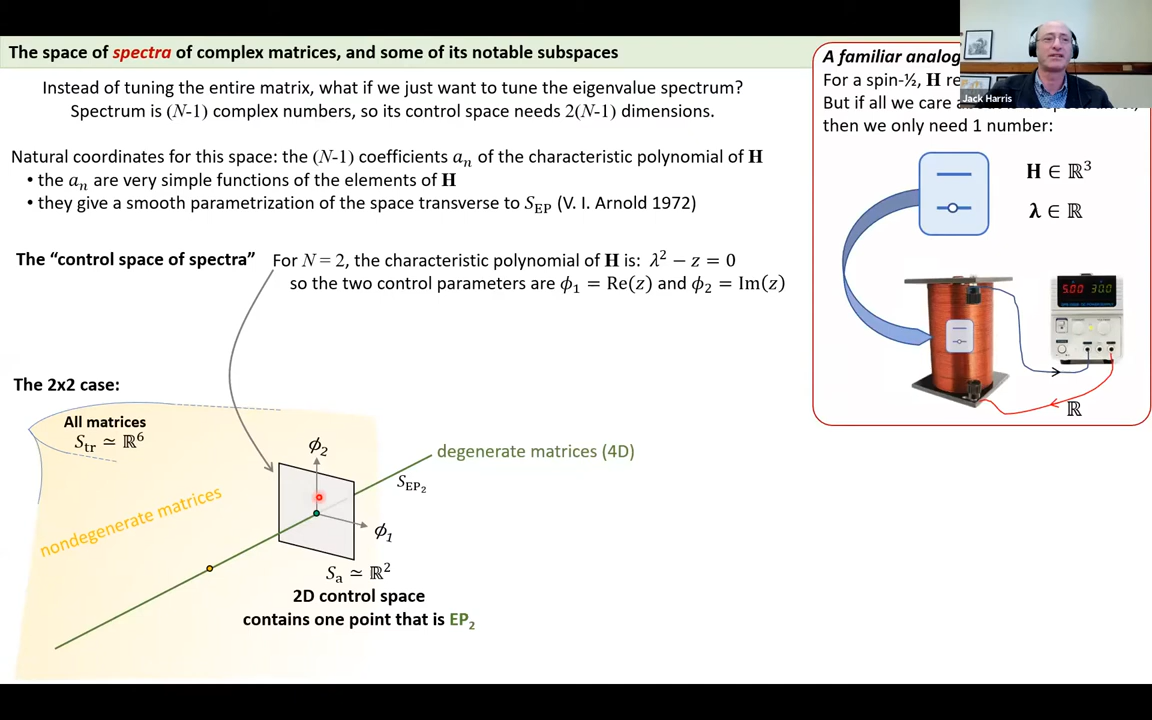 The space of spectra of complex matrices, and some of its notable subspaces
Instead of tuning the entire matrix, what if we just want to tune the eigenvalue spectrum?
Spectrum is (N-1) complex numbers, so its control space needs 2(N-1) dimensions.
Natural coordinates for this space: the (N-1) coefficients aₙ of the characteristic polynomial of H
• the aₙ are very simple functions of the elements of H
• they give a smooth parametrization of the space transverse to S_EP (V. I. Arnold 1972)
The “control space of spectra”
For N = 2, the characteristic polynomial of H is: λ² − z = 0
so the two control parameters are ϕ₁ = Re(z) and ϕ₂ = Im(z)
The 2x2 case:
All matrices
S_tr ≃ ℝ⁶
nondegenerate matrices
ϕ₂
degenerate matrices (4D)
S_EP₂
ϕ₁
Sₐ ≃ ℝ²
2D control space
contains one point that is EP₂
A familiar
For a spin-½, H
But if all we
then we only need 1 number:
H ∈ ℝ³
λ ∈ ℝ
5.00 300
ℝ
Jack Harris